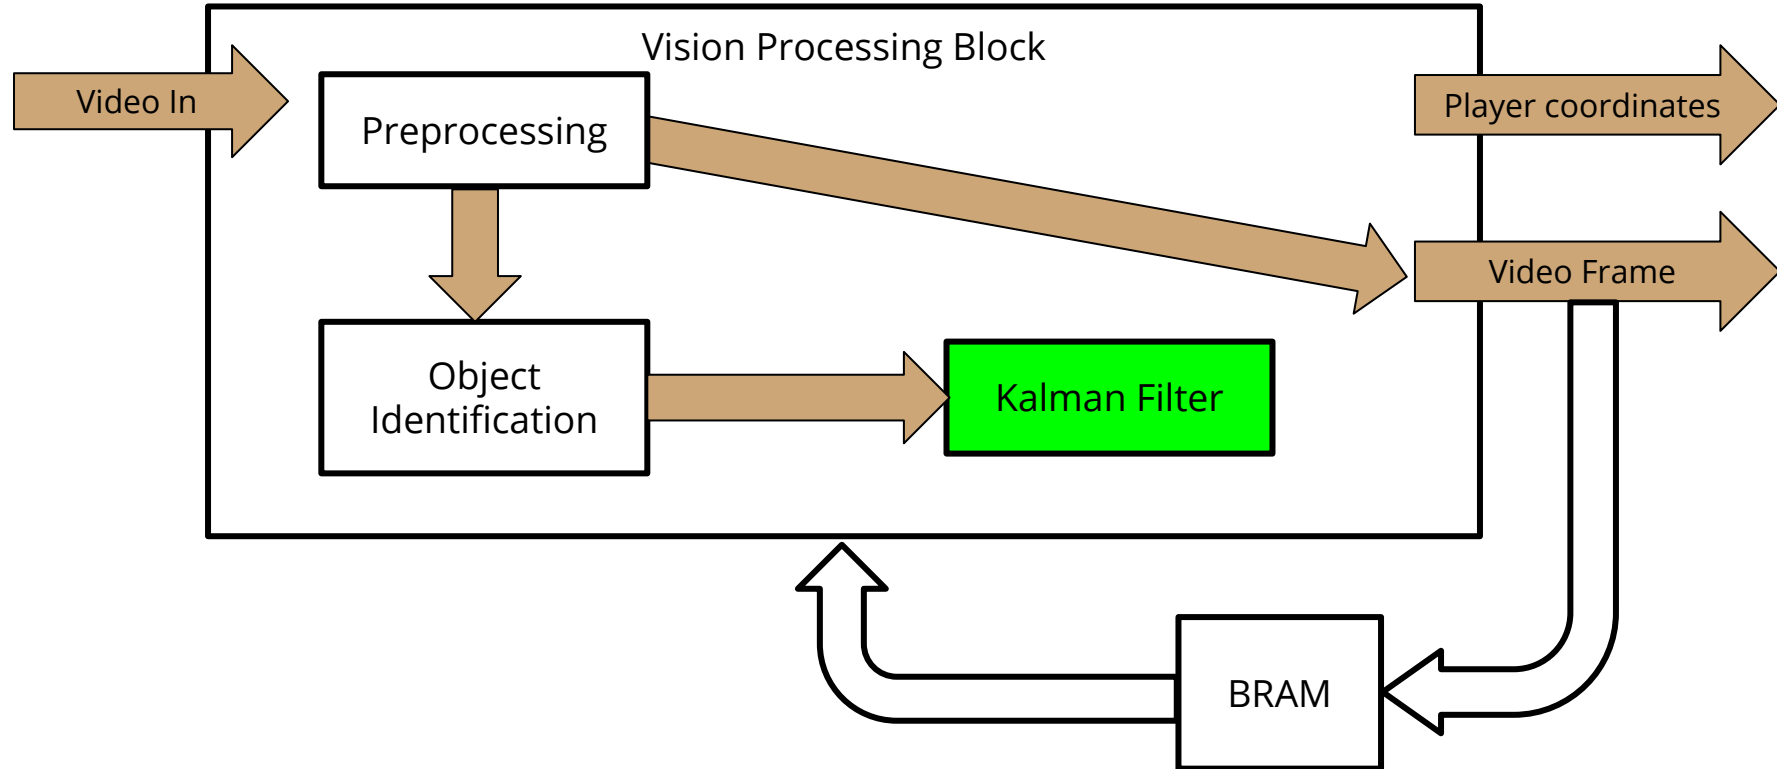 Vision Processing Block
Video In
Preprocessing
Player coordinates
Video Frame
Object
Identification
Kalman Filter
BRAM